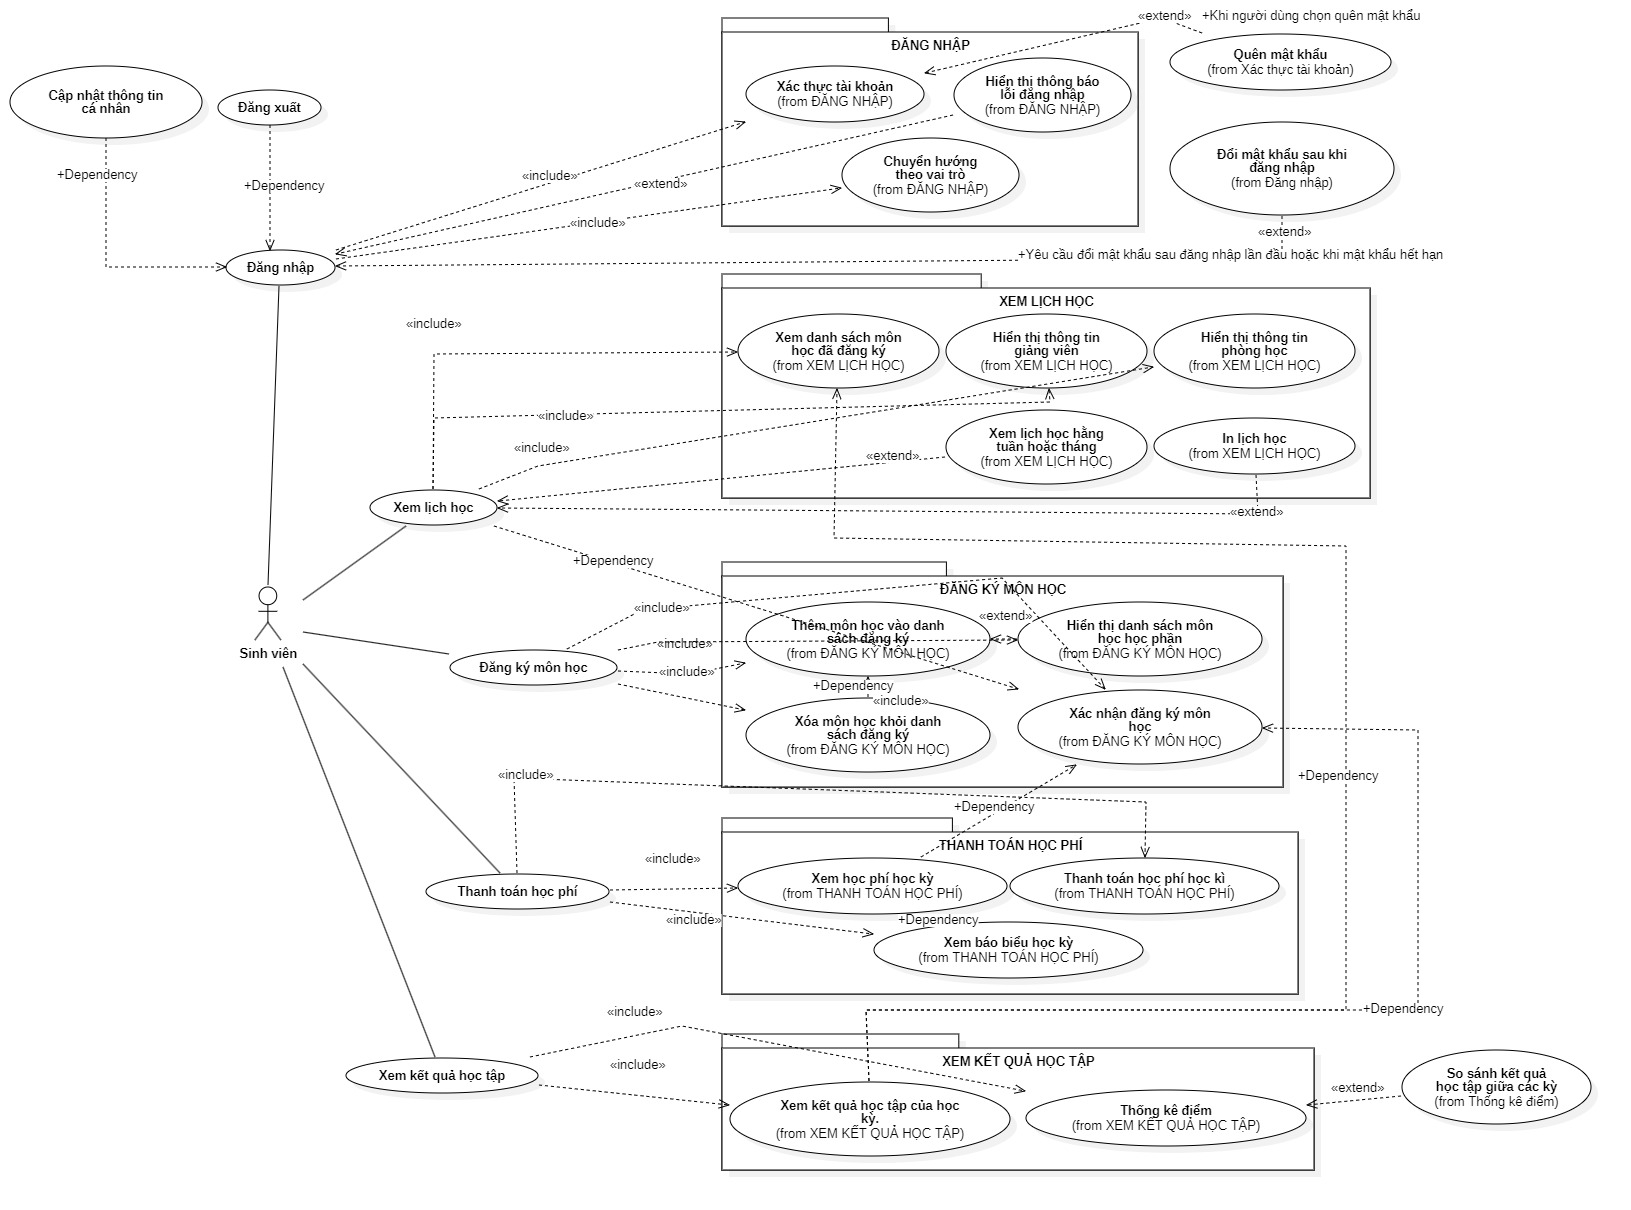 «extend»
+Khi người dùng chọn quên mật khẩu
ĐĂNG NHẬP
Quên mật khẩu
(from Xác thực tài khoản)
Cập nhật thông tin
cá nhân
Đăng xuất
Xác thực tài khoản
(from ĐĂNG NHẬP)
Hiển thị thông báo
lỗi đăng nhập
(from ĐĂNG NHẬP)
Chuyển hướng
theo vai trò
(from ĐĂNG NHẬP)
Đổi mật khẩu sau khi
đăng nhập
(from Đăng nhập)
+Dependency
+Dependency
«include»
«extend»
«include»
«extend»
+Yêu cầu đổi mật khẩu sau đăng nhập lần đầu hoặc khi mật khẩu hết hạn
Đăng nhập
XEM LỊCH HỌC
«include»
Xem danh sách môn
học đã đăng ký
(from XEM LỊCH HỌC)
Hiển thị thông tin
giảng viên
(from XEM LỊCH HỌC)
Hiển thị thông tin
phòng học
(from XEM LỊCH HỌC)
«include»
«include»
«extend»
Xem lịch học hằng
tuần hoặc tháng
(from XEM LỊCH HỌC)
In lịch học
(from XEM LỊCH HỌC)
Xem lịch học
«extend»
+Dependency
ĐĂNG KÝ MÔN HỌC
«include»
«extend»
Thêm môn học vào danh
sách đăng ký
(from ĐĂNG KÝ MÔN HỌC)
Hiển thị danh sách môn
học học phần
(from ĐĂNG KÝ MÔN HỌC)
Sinh viên
Đăng ký môn học
«include»
«include»
+Dependency
«include»
Xóa môn học khỏi danh
sách đăng ký
(from ĐĂNG KÝ MÔN HỌC)
Xác nhận đăng ký môn
học
(from ĐĂNG KÝ MÔN HỌC)
«include»
+Dependency
+Dependency
THANH TOÁN HỌC PHÍ
«include»
Thanh toán học phí
Xem học phí học kỳ
(from THANH TOÁN HỌC PHÍ)
Thanh toán học phí học kì
(from THANH TOÁN HỌC PHÍ)
«include»
+Dependency
Xem báo biểu học kỳ
(from THANH TOÁN HỌC PHÍ)
«include»
+Dependency
XEM KẾT QUẢ HỌC TẬP
«include»
Xem kết quả học tập
Xem kết quả học tập của học
kỳ.
(from XEM KẾT QUẢ HỌC TẬP)
Thống kê điểm
(from XEM KẾT QUẢ HỌC TẬP)
«extend»
So sánh kết quả
học tập giữa các kỳ
(from Thống kê điểm)